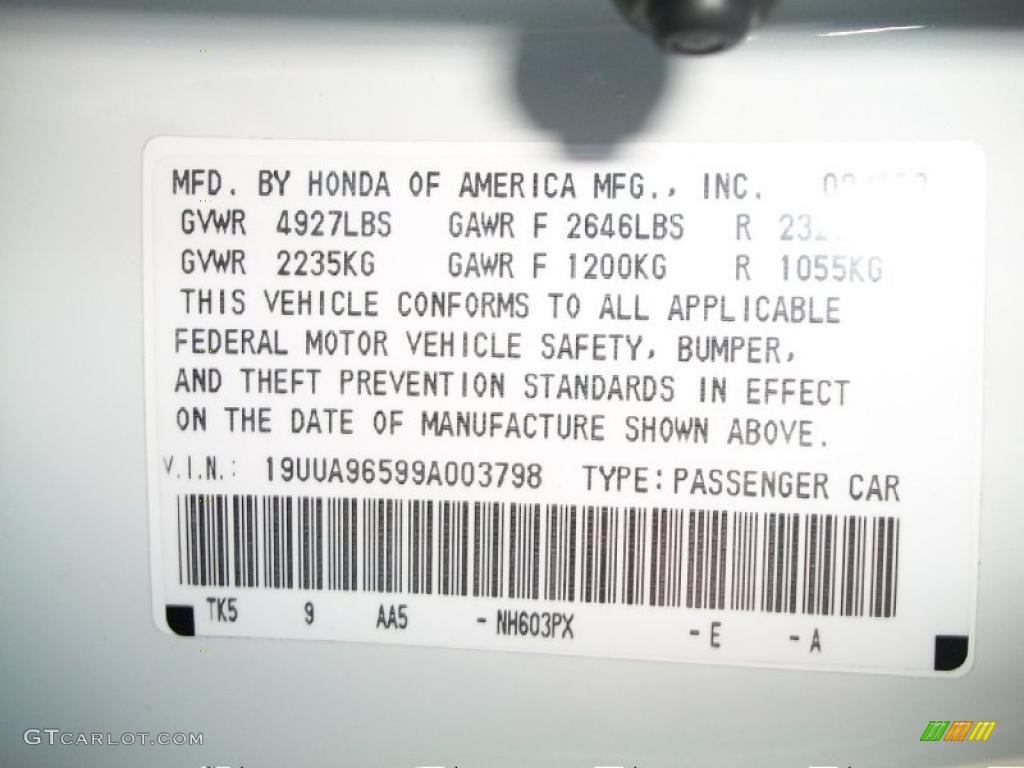 MFD. BY HONDA OF AMERICA MFG., INC.
GVWR 4927LBS GAWR F 2646LBS R
GVWR 2235KG GAWR F 1200KG R 1055KG
THIS VEHICLE CONFORMS TO ALL APPLICABLE
FEDERAL MOTOR VEHICLE SAFETY, BUMPER,
AND THEFT PREVENTION STANDARDS IN EFFECT
ON THE DATE OF MANUFACTURE SHOWN ABOVE.
V.I.N.: 19UUA96599A003798 TYPE: PASSENGER CAR
TK5 9 AA5 - NH603PX - E - A
GTCARLOT.COM